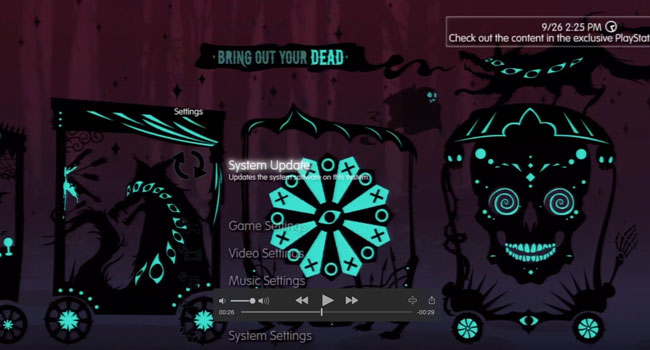 9/26 2:25 PM
Check out the content in the exclusive PlayStat
BRING OUT YOUR DEAD
Settings
System Update
Updates the system software on this system.
Game Settings
Video Settings
Music Settings
00:26
-00:29
System Settings